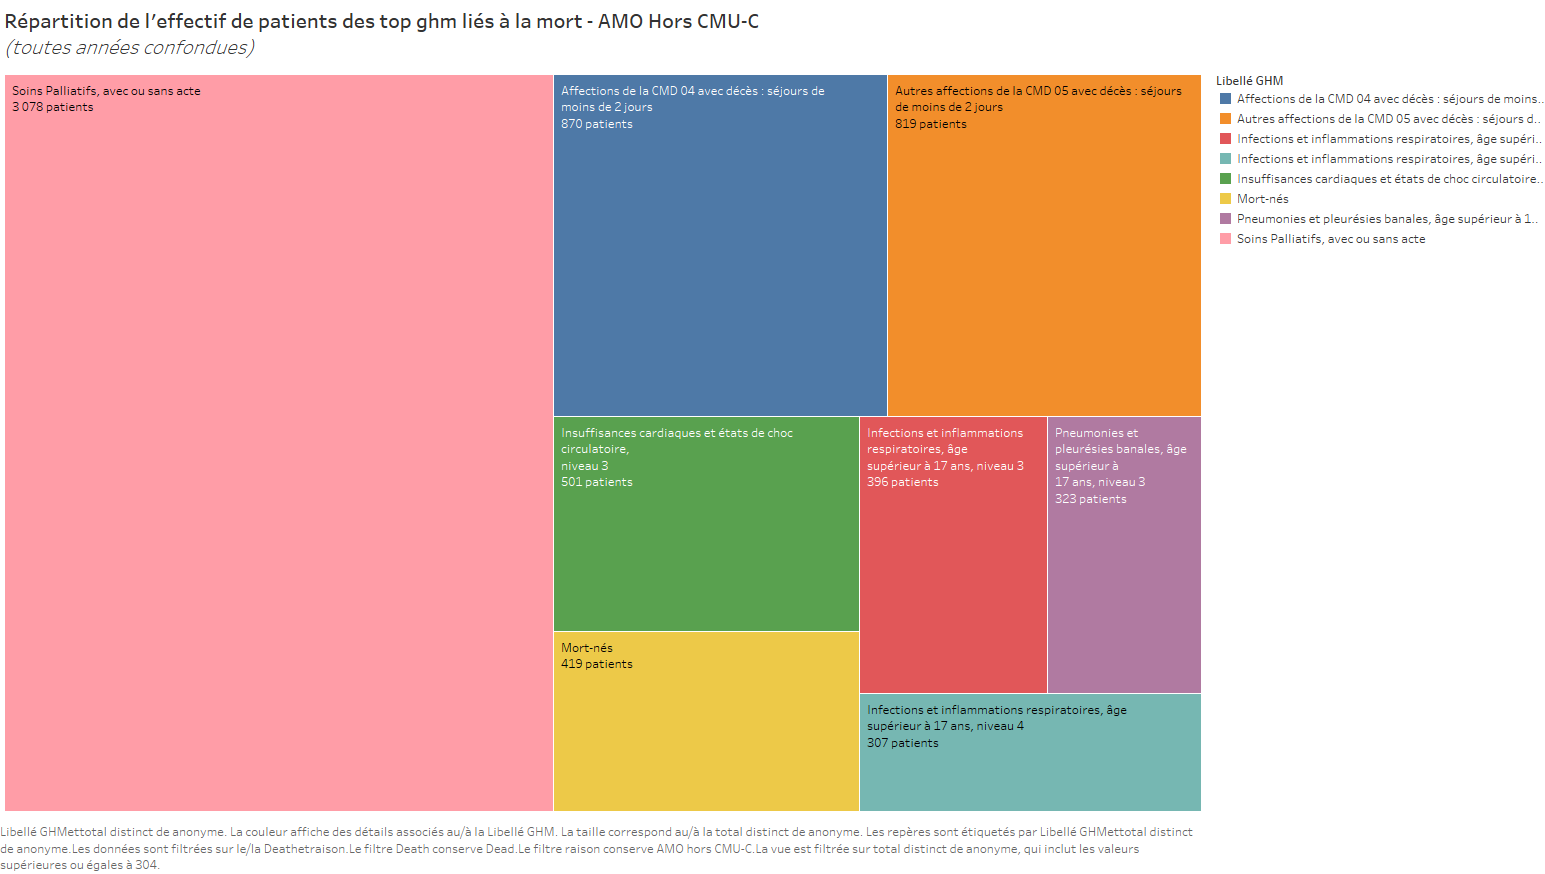 Répartition de l’effectif de patients des top ghm liés à la mort - AMO Hors CMU-C
(toutes années confondues)
Soins Palliatifs, avec ou sans acte
3 078 patients
Affections de la CMD 04 avec décès : séjours de
moins de 2 jours
870 patients
Autres affections de la CMD 05 avec décès : séjours
de moins de 2 jours
819 patients
Insuffisances cardiaques et états de choc
circulatoire,
niveau 3
501 patients
Infections et inflammations
respiratoires, âge
supérieur à 17 ans, niveau 3
396 patients
Pneumonies et
pleurésies banales, âge
supérieur à
17 ans, niveau 3
323 patients
Mort-nés
419 patients
Infections et inflammations respiratoires, âge
supérieur à 17 ans, niveau 4
307 patients
Libellé GHM
Affections de la CMD 04 avec décès : séjours de moins..
Autres affections de la CMD 05 avec décès : séjours d..
Infections et inflammations respiratoires, âge supéri..
Infections et inflammations respiratoires, âge supéri..
Insuffisances cardiaques et états de choc circulatoire..
Mort-nés
Pneumonies et pleurésies banales, âge supérieur à 1..
Soins Palliatifs, avec ou sans acte
Libellé GHMettotal distinct de anonyme. La couleur affiche des détails associés au/à la Libellé GHM. La taille correspond au/à la total distinct de anonyme. Les repères sont étiquetés par Libellé GHMettotal distinct
de anonyme.Les données sont filtrées sur le/la Deathetraison.Le filtre Death conserve Dead.Le filtre raison conserve AMO hors CMU-C.La vue est filtrée sur total distinct de anonyme, qui inclut les valeurs
supérieures ou égales à 304.